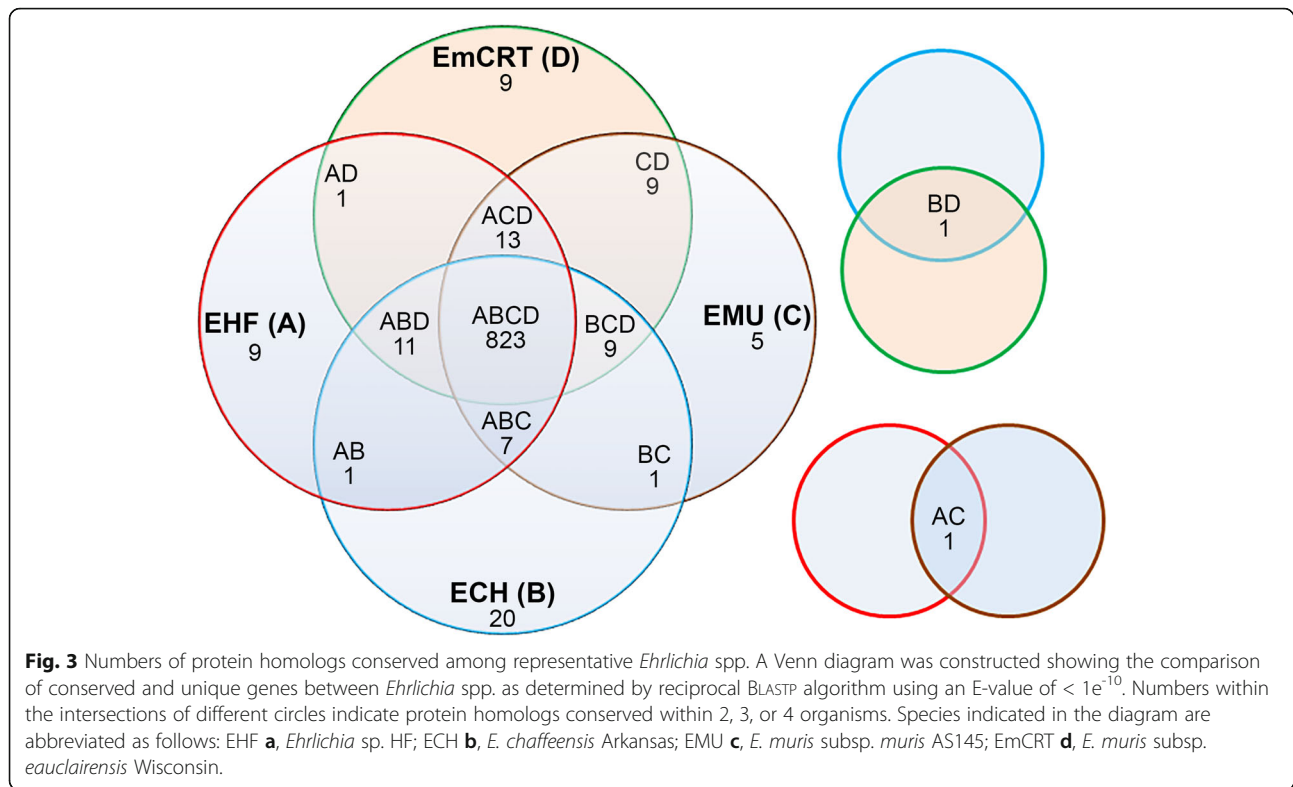 EmCRT (D)
9
AD
1
CD
9
ACD
13
BD
1
EHF (A)
9
ABD
11
ABCD
823
BCD
9
EMU (C)
5
AB
1
ABC
7
BC
1
AC
1
ECH (B)
20
Fig. 3 Numbers of protein homologs conserved among representative Ehrlichia spp. A Venn diagram was constructed showing the comparison
of conserved and unique genes between Ehrlichia spp. as determined by reciprocal BLASTP algorithm using an E-value of < 1e⁻¹⁰. Numbers within
the intersections of different circles indicate protein homologs conserved within 2, 3, or 4 organisms. Species indicated in the diagram are
abbreviated as follows: EHF a, Ehrlichia sp. HF; ECH b, E. chaffeensis Arkansas; EMU c, E. muris subsp. muris AS145; EmCRT d, E. muris subsp.
eauclairensis Wisconsin.